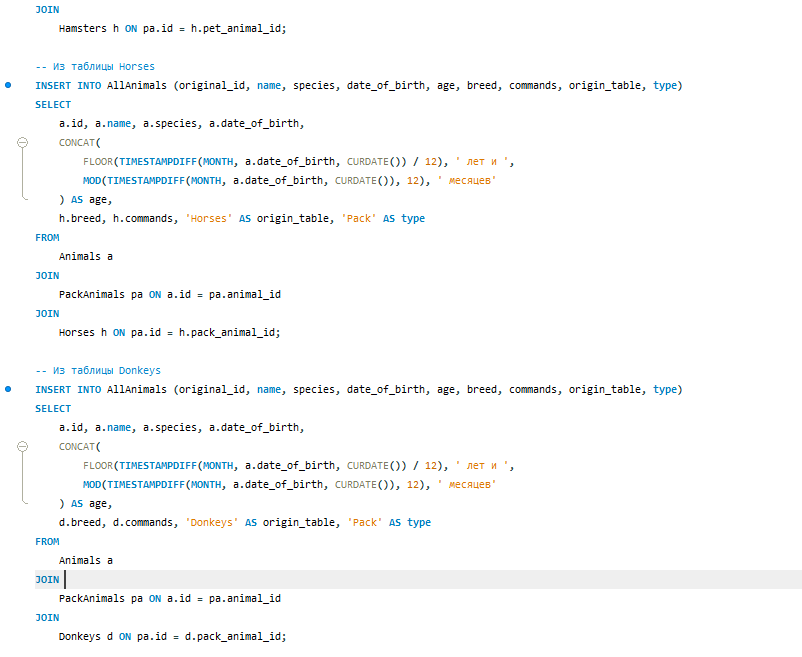 JOIN
    Hamsters h ON pa.id = h.pet_animal_id;

-- Из таблицы Horses
INSERT INTO AllAnimals (original_id, name, species, date_of_birth, age, breed, commands, origin_table, type)
SELECT
    a.id, a.name, a.species, a.date_of_birth,
    CONCAT(
        FLOOR(TIMESTAMPDIFF(MONTH, a.date_of_birth, CURDATE()) / 12), ' лет и ',
        MOD(TIMESTAMPDIFF(MONTH, a.date_of_birth, CURDATE()), 12), ' месяцев'
    ) AS age,
    h.breed, h.commands, 'Horses' AS origin_table, 'Pack' AS type
FROM
    Animals a
JOIN
    PackAnimals pa ON a.id = pa.animal_id
JOIN
    Horses h ON pa.id = h.pack_animal_id;

-- Из таблицы Donkeys
INSERT INTO AllAnimals (original_id, name, species, date_of_birth, age, breed, commands, origin_table, type)
SELECT
    a.id, a.name, a.species, a.date_of_birth,
    CONCAT(
        FLOOR(TIMESTAMPDIFF(MONTH, a.date_of_birth, CURDATE()) / 12), ' лет и ',
        MOD(TIMESTAMPDIFF(MONTH, a.date_of_birth, CURDATE()), 12), ' месяцев'
    ) AS age,
    d.breed, d.commands, 'Donkeys' AS origin_table, 'Pack' AS type
FROM
    Animals a
JOIN
    PackAnimals pa ON a.id = pa.animal_id
JOIN
    Donkeys d ON pa.id = d.pack_animal_id;